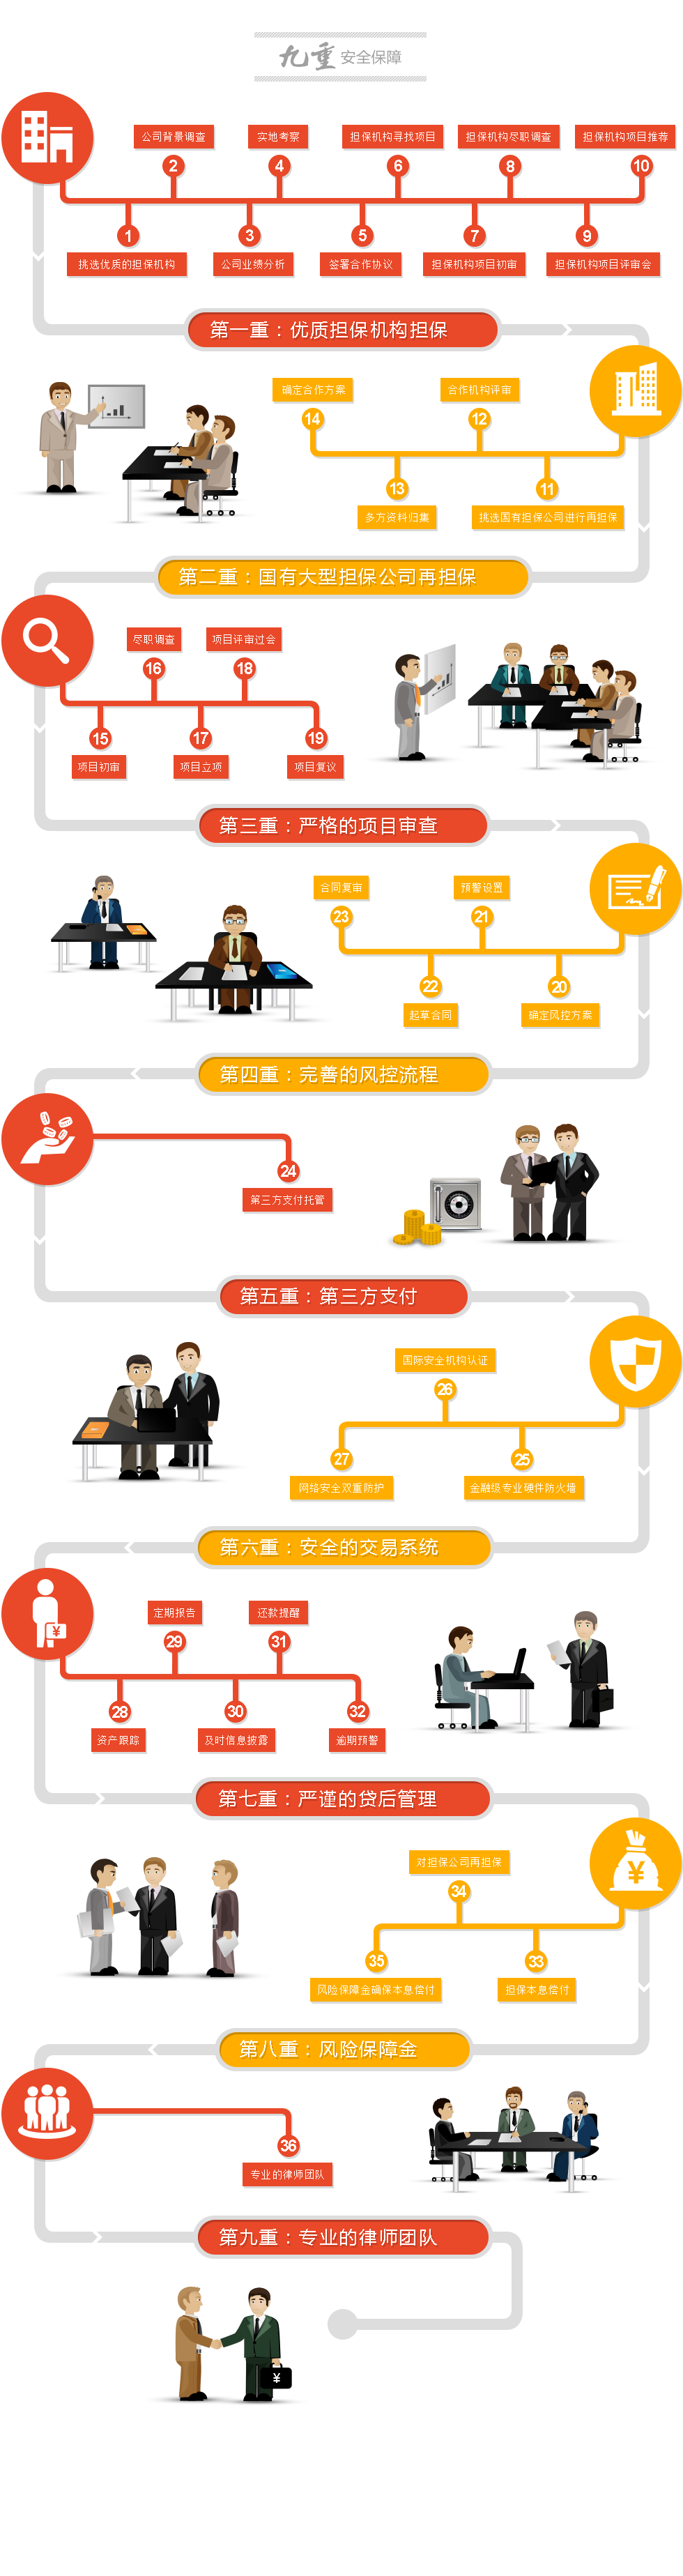 九重 安全保障
公司背景调查 实地考察 担保机构寻找项目 担保机构尽职调查 担保机构项目推荐
2 4 6 8 10
1 3 5 7 9
挑选优质的担保机构 公司业绩分析 签署合作协议 担保机构项目初审 担保机构项目评审会
第一重：优质担保机构担保
确定合作方案 合作机构评审
14 12
13 11
多方资料归集 挑选国有担保公司进行再担保
第二重：国有大型担保公司再担保
尽职调查 项目评审过会
16 18
15 17 19
项目初审 项目立项 项目复议
第三重：严格的项目审查
合同复审 预警设置
23 21
22 20
起草合同 确定风控方案
第四重：完善的风控流程
24
第三方支付托管
第五重：第三方支付
国际安全机构认证
26
27 25
网络安全双重防护 金融级专业硬件防火墙
第六重：安全的交易系统
定期报告 还款提醒
¥
29 31
28 30 32
资产跟踪 及时信息披露 逾期预警
第七重：严谨的贷后管理
对担保公司再担保
¥
34
35 33
风险保障金确保本息偿付 担保本息偿付
第八重：风险保障金
36
专业的律师团队
第九重：专业的律师团队
¥